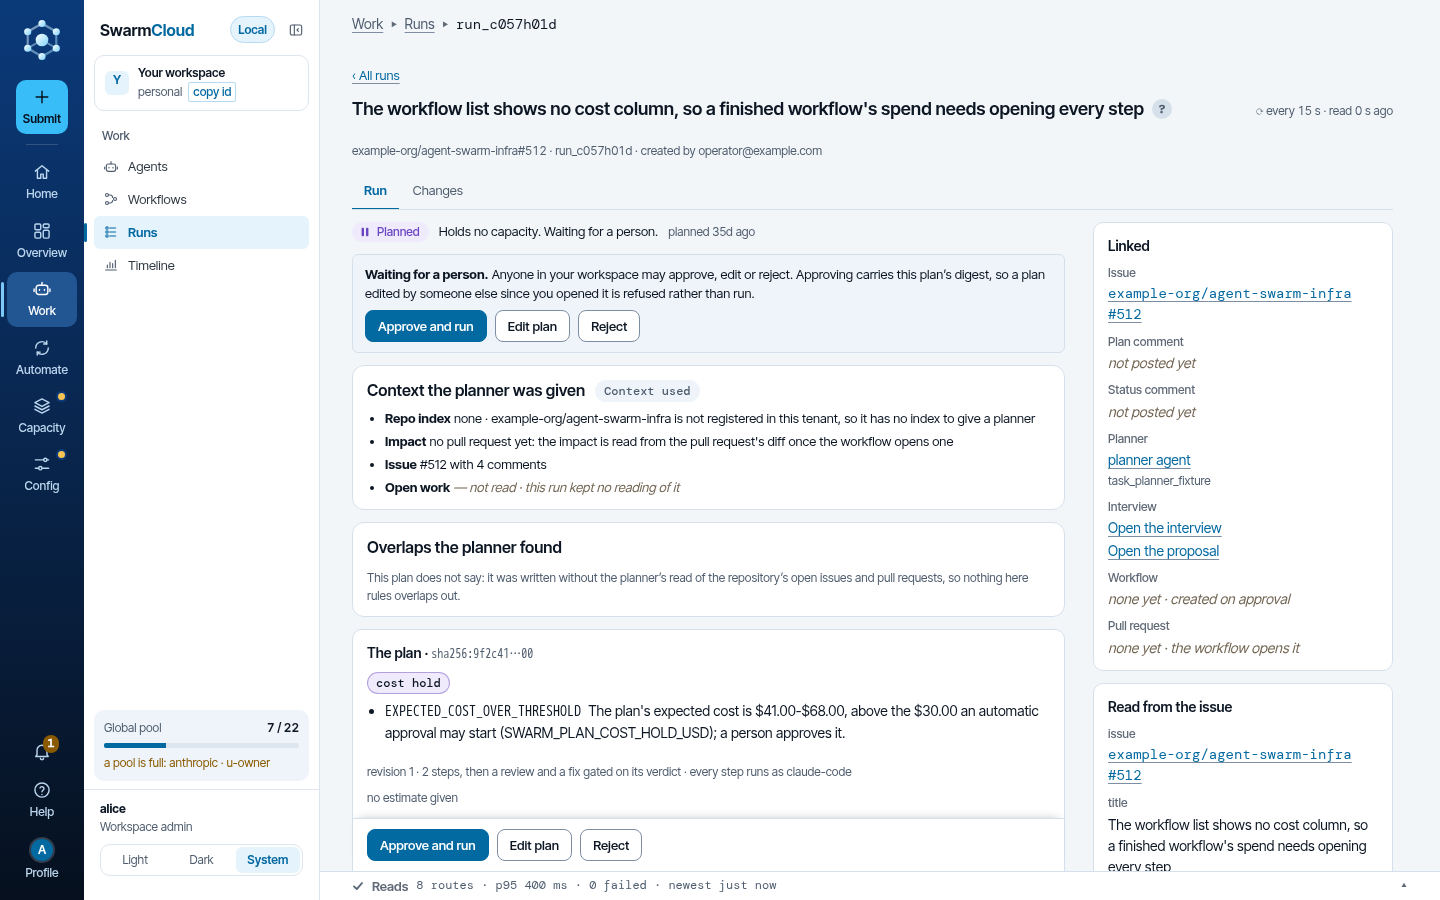 Submit
Home
Overview
Work
Automate
Capacity
Config
1
Help
A
Profile
SwarmCloud
Local
Y
Your workspace
personal copy id
Work
Agents
Workflows
Runs
Timeline
Global pool 7 / 22
a pool is full: anthropic · u-owner
alice
Workspace admin
Light Dark System
Work ▸ Runs ▸ run_c057h01d
‹ All runs
The workflow list shows no cost column, so a finished workflow's spend needs opening every step ?
⟳ every 15 s · read 0 s ago
example-org/agent-swarm-infra#512 · run_c057h01d · created by operator@example.com
Run Changes
Planned Holds no capacity. Waiting for a person. planned 35d ago
Waiting for a person. Anyone in your workspace may approve, edit or reject. Approving carries this plan’s digest, so a plan
edited by someone else since you opened it is refused rather than run.
Approve and run Edit plan Reject
Context the planner was given Context used
• Repo index none · example-org/agent-swarm-infra is not registered in this tenant, so it has no index to give a planner
• Impact no pull request yet: the impact is read from the pull request's diff once the workflow opens one
• Issue #512 with 4 comments
• Open work — not read · this run kept no reading of it
Overlaps the planner found
This plan does not say: it was written without the planner’s read of the repository’s open issues and pull requests, so nothing here
rules overlaps out.
The plan · sha256:9f2c41…00
cost hold
• EXPECTED_COST_OVER_THRESHOLD The plan's expected cost is $41.00-$68.00, above the $30.00 an automatic
approval may start (SWARM_PLAN_COST_HOLD_USD); a person approves it.
revision 1 · 2 steps, then a review and a fix gated on its verdict · every step runs as claude-code
no estimate given
Approve and run Edit plan Reject
Linked
Issue
example-org/agent-swarm-infra
#512
Plan comment
not posted yet
Status comment
not posted yet
Planner
planner agent
task_planner_fixture
Interview
Open the interview
Open the proposal
Workflow
none yet · created on approval
Pull request
none yet · the workflow opens it
Read from the issue
issue
example-org/agent-swarm-infra
#512
title
The workflow list shows no cost column, so
a finished workflow's spend needs opening
every step
Reads 8 routes · p95 400 ms · 0 failed · newest just now